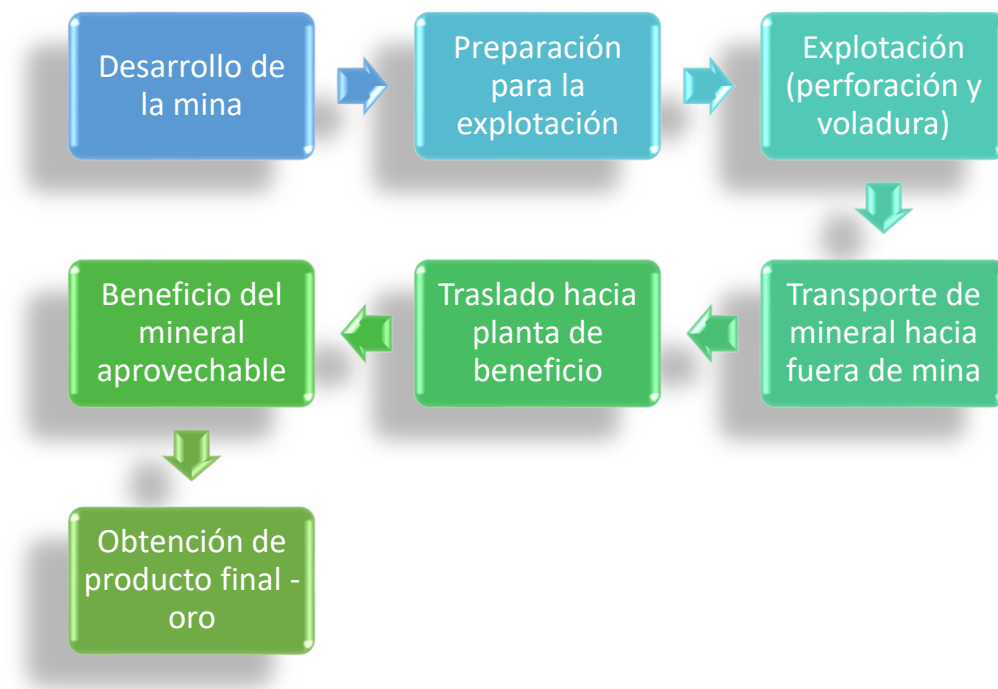 Desarrollo de
la mina
Preparación
para la
explotación
Explotación
(perforación y
voladura)
Transporte de
mineral hacia
fuera de mina
Traslado hacia
planta de
beneficio
Beneficio del
mineral
aprovechable
Obtención de
producto final -
oro